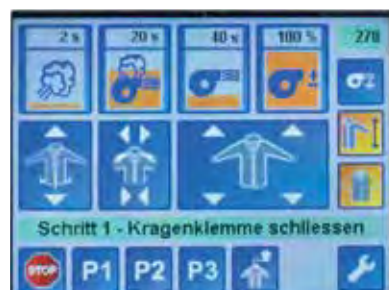 2 s 20 s 40 s 100 % 270
Schritt 1 - Kragenklemme schliessen
STOP P1 P2 P3